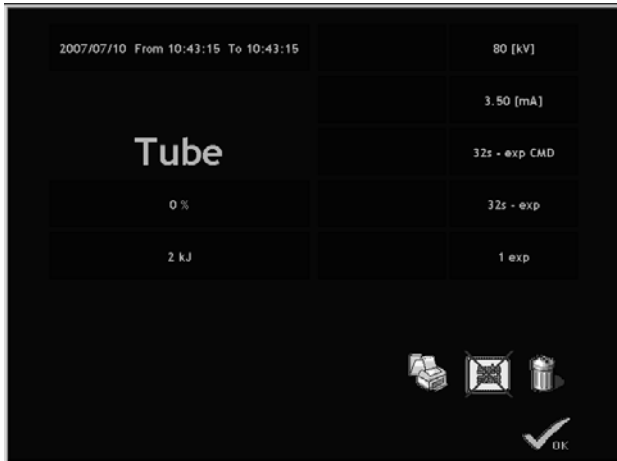 2007/07/10 From 10:43:15 To 10:43:15
80 [kV]
3.50 [mA]
Tube
32s - exp CMD
0 %
32s - exp
2 kJ
1 exp
OK